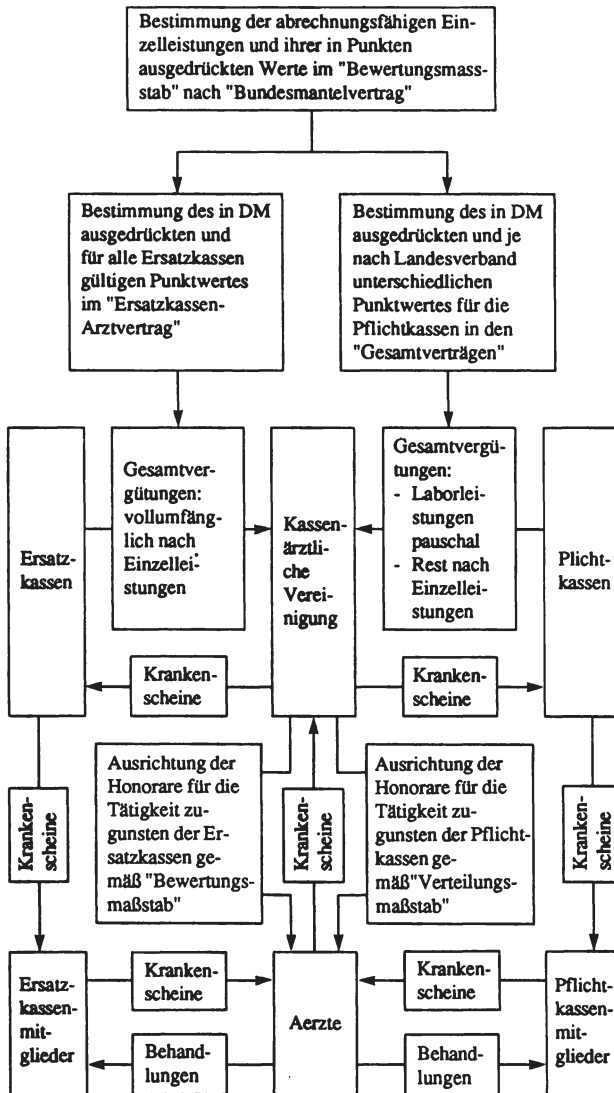 Bestimmung der abrechnungsfähigen Ein-
zelleistungen und ihrer in Punkten
ausgedrückten Werte im "Bewertungsmass-
stab" nach "Bundesmantelvertrag"
Bestimmung des in DM
ausgedrückten und
für alle Ersatzkassen
gültigen Punktwertes
im "Ersatzkassen-
Arztvertrag"
Bestimmung des in DM
ausgedrückten und je
nach Landesverband
unterschiedlichen
Punktwertes für die
Pflichtkassen in den
"Gesamtverträgen"
Ersatz-
kassen
Gesamtver-
gütungen:
vollumfäng-
lich nach
Einzellei-
stungen
Kassen-
ärztli-
che
Verei-
nigung
Gesamtvergü-
tungen:
- Laborlei-
stungen
pauschal
- Rest nach
Einzellei-
stungen
Plicht-
kassen
Kranken-
scheine
Kranken-
scheine
Kranken-
scheine
Ausrichtung der
Honorare für die
Tätigkeit zu-
gunsten der Er-
satzkassen ge-
mäß "Bewertungs-
maßstab"
Kranken-
scheine
Ausrichtung der
Honorare für die
Tätigkeit zu-
gunsten der Pflicht-
kassen ge-
mäß"Verteilungs-
maßstab"
Kranken-
scheine
Ersatz-
kassen-
mit-
glieder
Kranken-
scheine
Aerzte
Kranken-
scheine
Pflicht-
kassen-
mit-
glieder
Behand-
lungen
Behand-
lungen